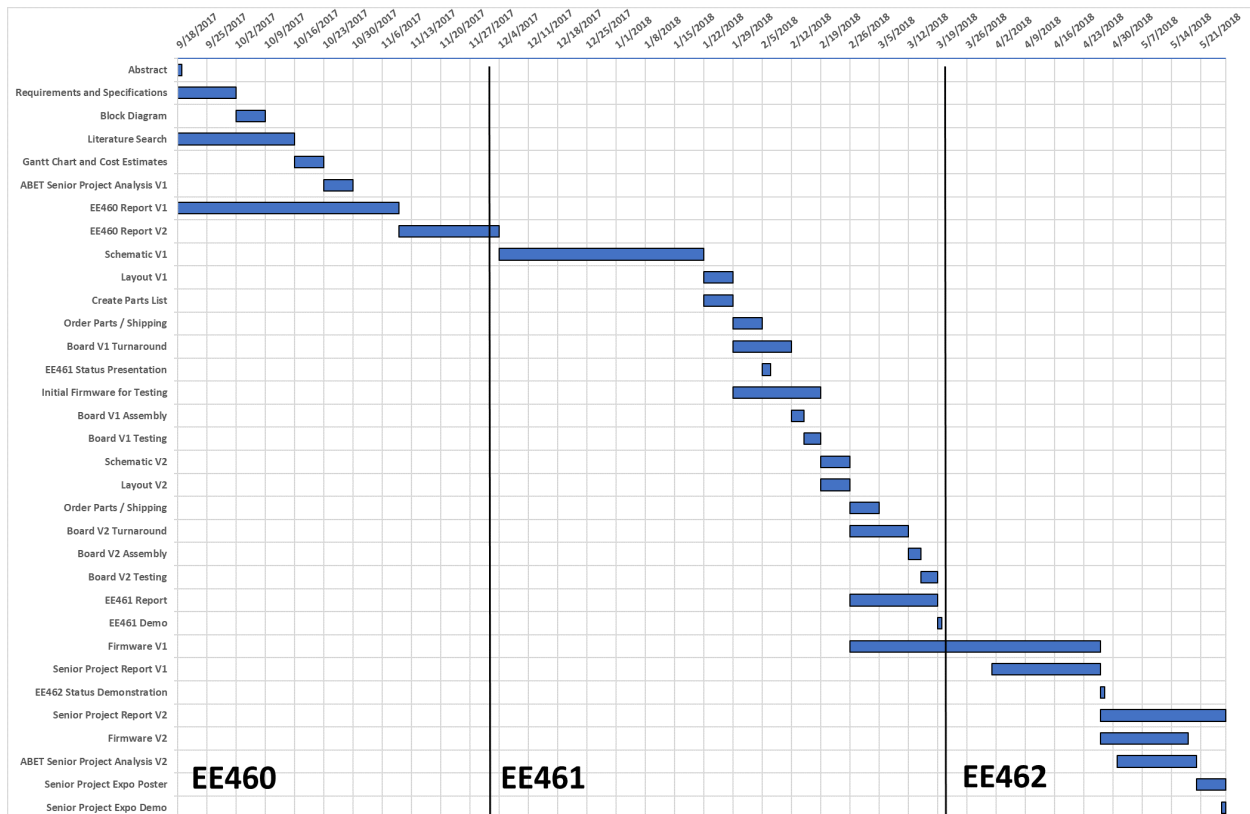 9/18/2017
9/25/2017
10/2/2017
10/9/2017
10/16/2017
10/23/2017
10/30/2017
11/6/2017
11/13/2017
11/20/2017
11/27/2017
12/4/2017
12/11/2017
12/18/2017
12/25/2017
1/1/2018
1/8/2018
1/15/2018
1/22/2018
1/29/2018
2/5/2018
2/12/2018
2/19/2018
2/26/2018
3/5/2018
3/12/2018
3/19/2018
3/26/2018
4/2/2018
4/9/2018
4/16/2018
4/23/2018
4/30/2018
5/7/2018
5/14/2018
5/21/2018
Abstract
Requirements and Specifications
Block Diagram
Literature Search
Gantt Chart and Cost Estimates
ABET Senior Project Analysis V1
EE460 Report V1
EE460 Report V2
Schematic V1
Layout V1
Create Parts List
Order Parts / Shipping
Board V1 Turnaround
EE461 Status Presentation
Initial Firmware for Testing
Board V1 Assembly
Board V1 Testing
Schematic V2
Layout V2
Order Parts / Shipping
Board V2 Turnaround
Board V2 Assembly
Board V2 Testing
EE461 Report
EE461 Demo
Firmware V1
Senior Project Report V1
EE462 Status Demonstration
Senior Project Report V2
Firmware V2
ABET Senior Project Analysis V2
Senior Project Expo Poster
Senior Project Expo Demo
EE460
EE461
EE462